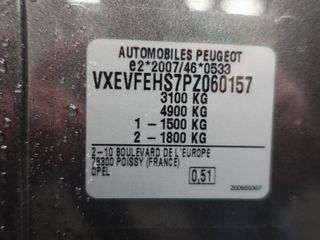 AUTOMOBILES PEUGEOT
e2*2007/46*0533
VXEVFEHS7PZ060157
3100 KG
4900 KG
1 - 1500 KG
2 - 1800 KG
2-10 BOULEVARD DE L'EUROPE
78300 POISSY (FRANCE)
OPEL
0,51
200659307